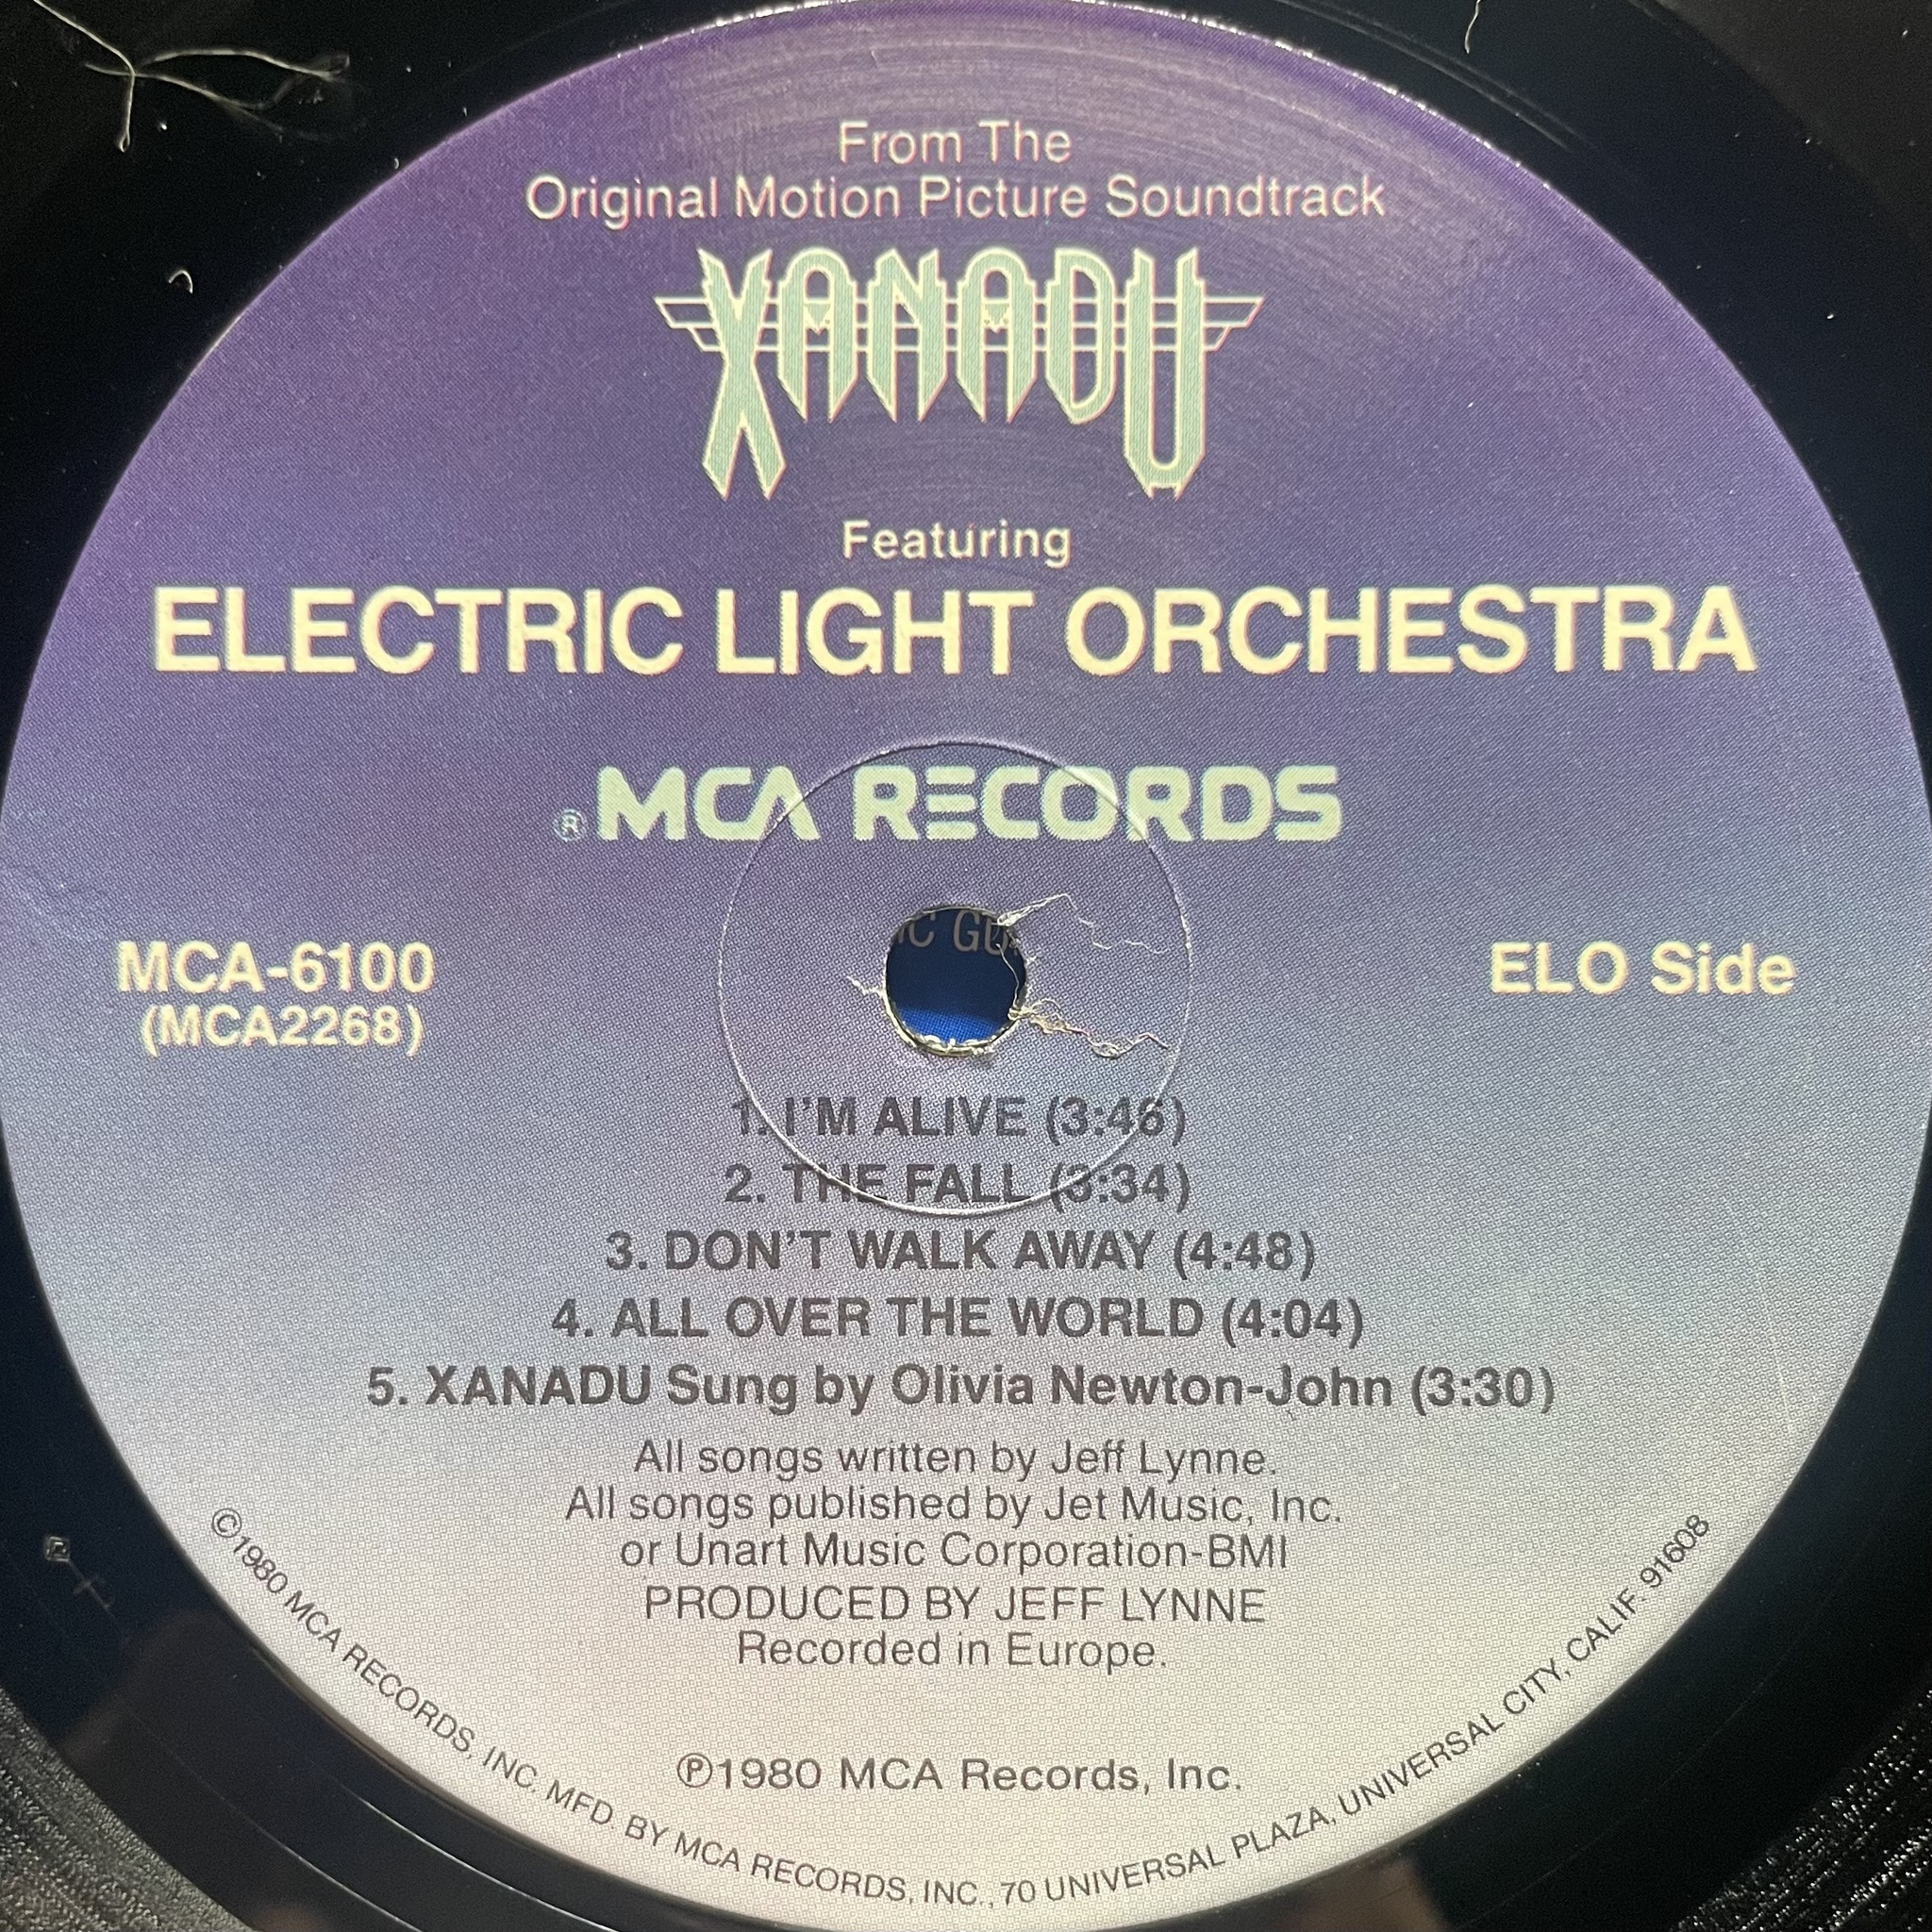 From The
Original Motion Picture Soundtrack
XANADU
Featuring
ELECTRIC LIGHT ORCHESTRA
® MCA RECORDS
MCA-6100
(MCA2268)
ELO Side
1. I'M ALIVE (3:46)
2. THE FALL (3:34)
3. DON'T WALK AWAY (4:48)
4. ALL OVER THE WORLD (4:04)
5. XANADU Sung by Olivia Newton-John (3:30)
All songs written by Jeff Lynne.
All songs published by Jet Music, Inc.
or Unart Music Corporation-BMI
PRODUCED BY JEFF LYNNE
Recorded in Europe.
℗1980 MCA Records, Inc.
©1980 MCA RECORDS, INC. MFD. BY MCA RECORDS, INC., 70 UNIVERSAL PLAZA, UNIVERSAL CITY, CALIF. 91608